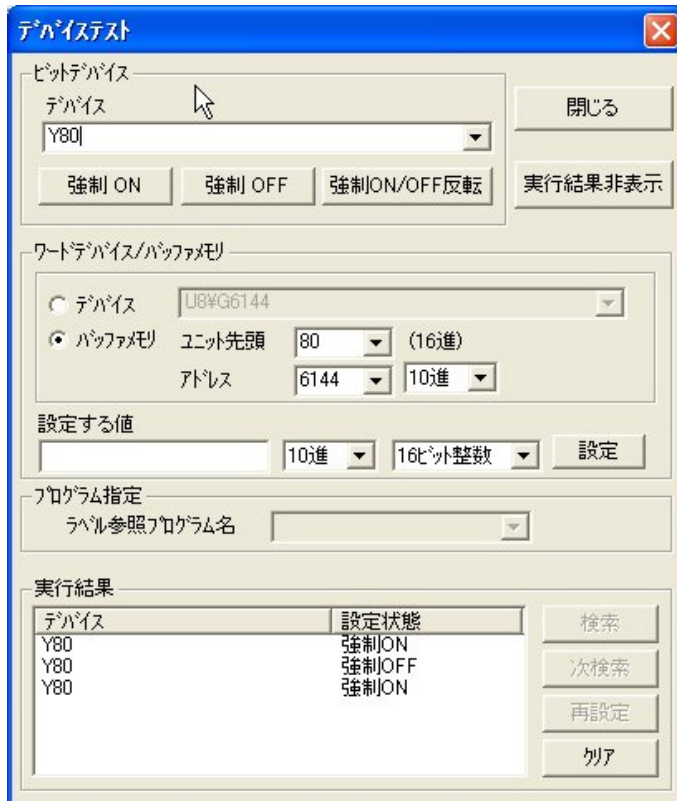 ﾃﾞﾊﾞｲｽﾃｽﾄ
ﾋﾞｯﾄﾃﾞﾊﾞｲｽ
ﾃﾞﾊﾞｲｽ
Y80
閉じる
強制 ON
強制 OFF
強制ON/OFF反転
実行結果非表示
ﾜｰﾄﾞﾃﾞﾊﾞｲｽ/ﾊﾞｯﾌｧﾒﾓﾘ
ﾃﾞﾊﾞｲｽ U8¥G6144
ﾊﾞｯﾌｧﾒﾓﾘ ﾕﾆｯﾄ先頭 80 (16進)
ｱﾄﾞﾚｽ 6144 10進
設定する値
10進 16ﾋﾞｯﾄ整数 設定
ﾌﾟﾛｸﾞﾗﾑ指定
ﾗﾍﾞﾙ参照ﾌﾟﾛｸﾞﾗﾑ名
実行結果
ﾃﾞﾊﾞｲｽ 設定状態
Y80 強制ON
Y80 強制OFF
Y80 強制ON
検索
次検索
再設定
ｸﾘｱ